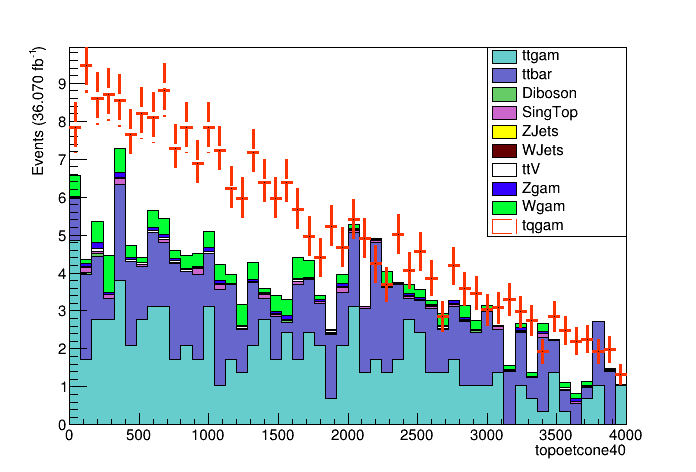 Events (36.070 fb-1)
9
8
7
6
5
4
3
2
1
0
ttgam
ttbar
Diboson
SingTop
ZJets
WJets
ttV
Zgam
Wgam
tqgam
0 500 1000 1500 2000 2500 3000 3500 4000
topoetcone40